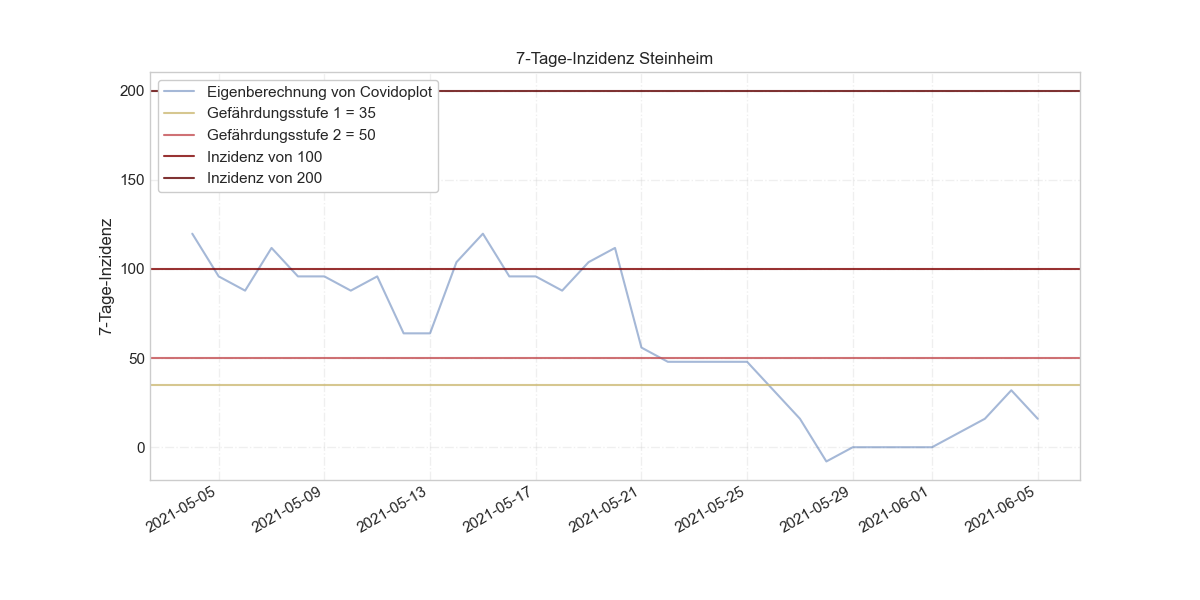 7-Tage-Inzidenz Steinheim
Eigenberechnung von Covidoplot
Gefährdungsstufe 1 = 35
Gefährdungsstufe 2 = 50
Inzidenz von 100
Inzidenz von 200
7-Tage-Inzidenz
200
150
100
50
0
2021-05-05
2021-05-09
2021-05-13
2021-05-17
2021-05-21
2021-05-25
2021-05-29
2021-06-01
2021-06-05